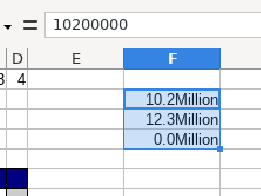 = 10200000
D E F
3 4
10.2Million
12.3Million
0.0Million